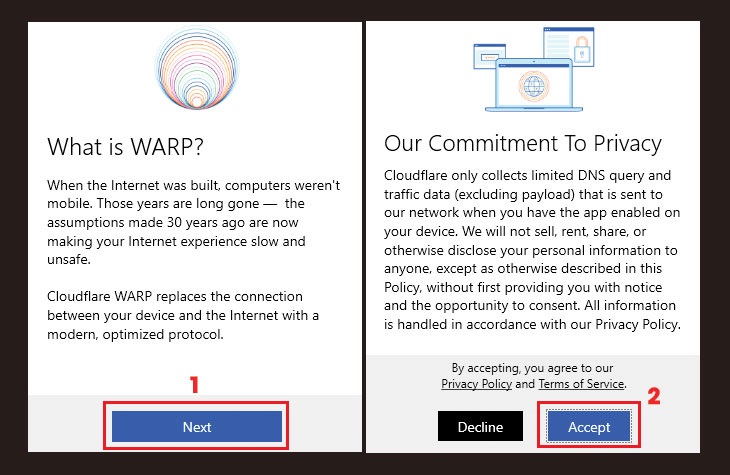 What is WARP?
When the Internet was built, computers weren't
mobile. Those years are long gone — the
assumptions made 30 years ago are now
making your Internet experience slow and
unsafe.
Cloudflare WARP replaces the connection
between your device and the Internet with a
modern, optimized protocol.
1
Next
Our Commitment To Privacy
Cloudflare only collects limited DNS query and
traffic data (excluding payload) that is sent to
our network when you have the app enabled on
your device. We will not sell, rent, share, or
otherwise disclose your personal information to
anyone, except as otherwise described in this
Policy, without first providing you with notice
and the opportunity to consent. All information
is handled in accordance with our Privacy Policy.
By accepting, you agree to our
Privacy Policy and Terms of Service.
2
Decline
Accept